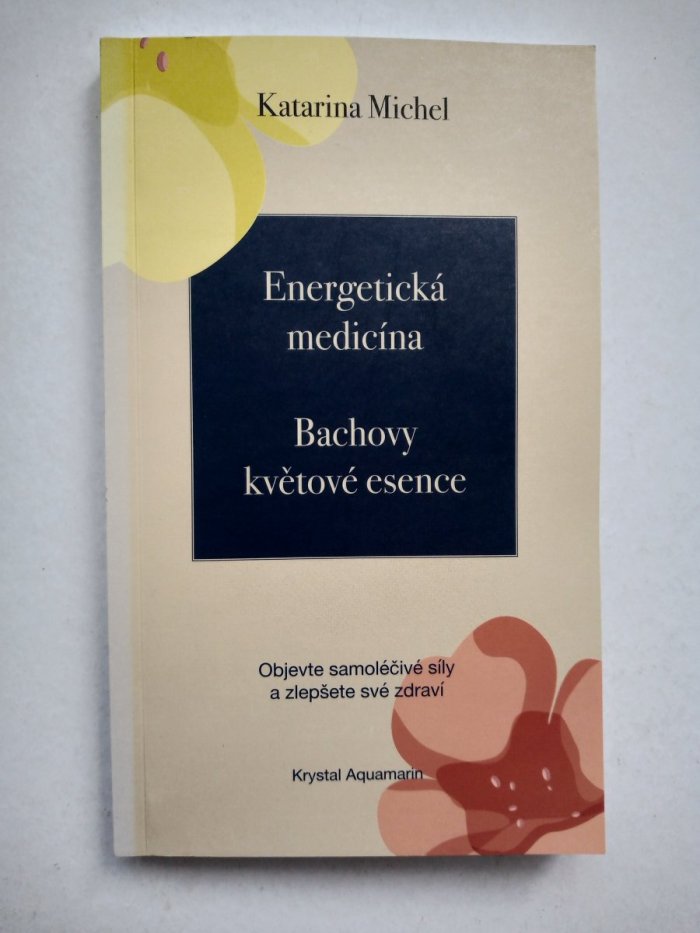 Katarina Michel
Energetická
medicína
Bachovy
květové esence
Objevte samoléčivé síly
a zlepšete své zdraví
Krystal Aquamarin